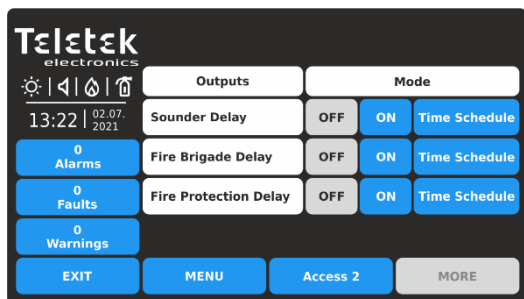 Teletek
electronics
13:22 | 02.07.
2021
Outputs Mode
Sounder Delay OFF ON Time Schedule
Fire Brigade Delay OFF ON Time Schedule
Fire Protection Delay OFF ON Time Schedule
0
Alarms
0
Faults
0
Warnings
EXIT MENU Access 2 MORE